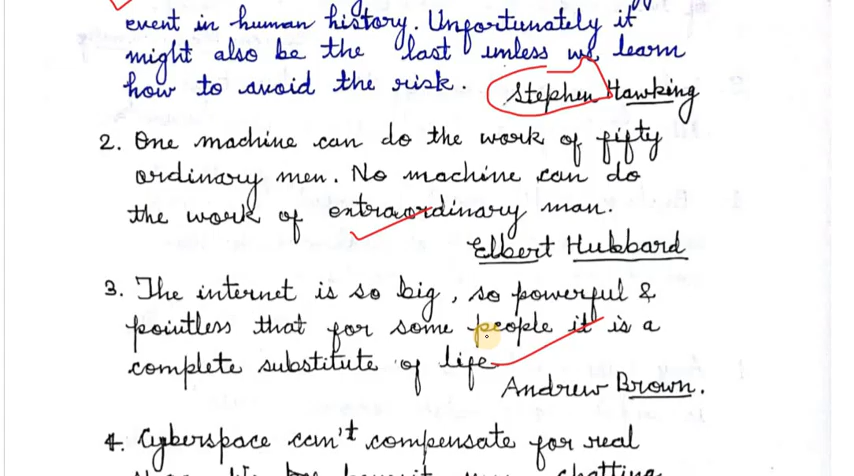 event in human history. Unfortunately it
might also be the last unless we learn
how to avoid the risk.
Stephen Hawking
2. One machine can do the work of fifty
ordinary men. No machine can do
the work of extraordinary man.
Elbert Hubbard
3. The internet is so big, so powerful &
pointless that for some people it is a
complete substitute of life
Andrew Brown.
4. Cyberspace can't compensate for real
chatting